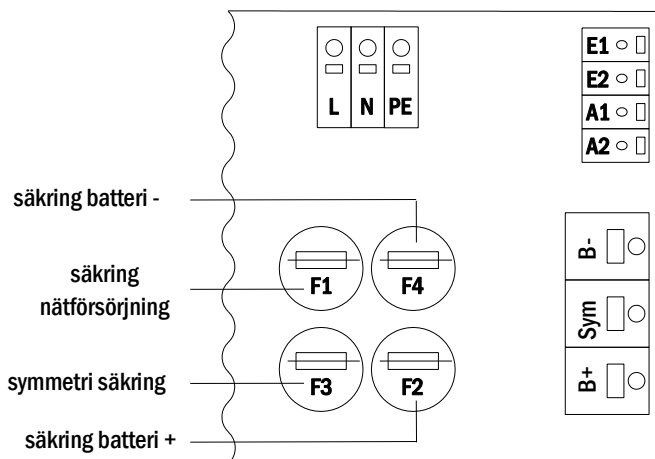 L N PE
E1
E2
A1
A2
säkring batteri -
säkring
nätförsörjning
symmetri säkring
säkring batteri +
F1 F4
F3 F2
B-
Sym
B+